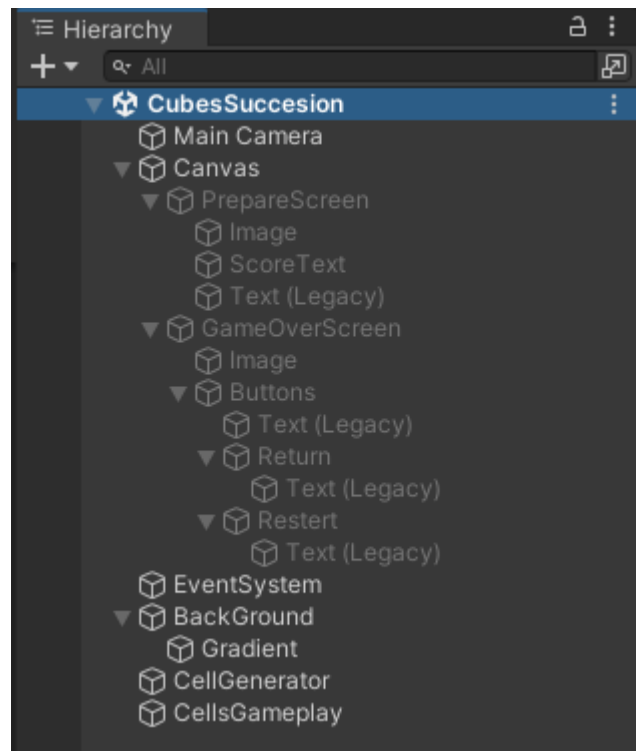 Hierarchy
All
CubesSuccesion
Main Camera
Canvas
PrepareScreen
Image
ScoreText
Text (Legacy)
GameOverScreen
Image
Buttons
Text (Legacy)
Return
Text (Legacy)
Restert
Text (Legacy)
EventSystem
BackGround
Gradient
CellGenerator
CellsGameplay